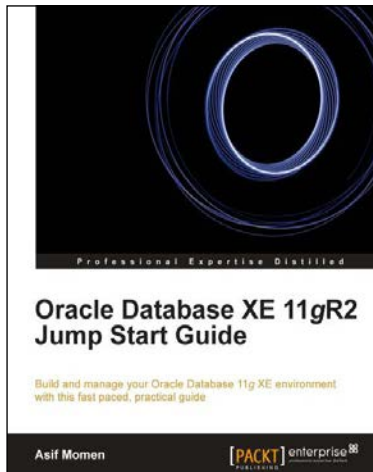 Professional Expertise Distilled
Oracle Database XE 11gR2
Jump Start Guide
Build and manage your Oracle Database 11g XE environment
with this fast paced, practical guide
Asif Momen
[PACKT] enterprise
PUBLISHING